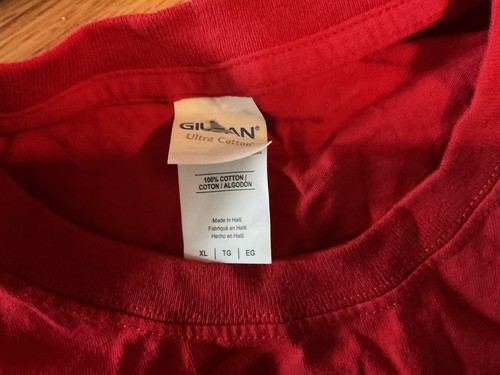 GILDAN®
Ultra Cotton
100% COTTON /
COTON / ALGODÓN
Made in Haiti
Fabriqué en Haïti
Hecho en Haití
XL | TG | EG